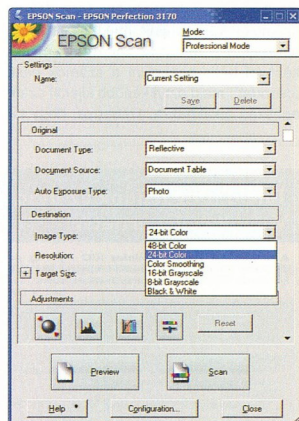 EPSON Scan - EPSON Perfection 3170
EPSON Scan
Mode:
Professional Mode
Settings
Name:
Current Setting
Save
Delete
Original
Document Type:
Reflective
Document Source:
Document Table
Auto Exposure Type:
Photo
Destination
Image Type:
24-bit Color
48-bit Color
24-bit Color
Color Smoothing
16-bit Grayscale
8-bit Grayscale
Black & White
Resolution:
Target Size:
Adjustments
Reset
Preview
Scan
Help
Configuration...
Close